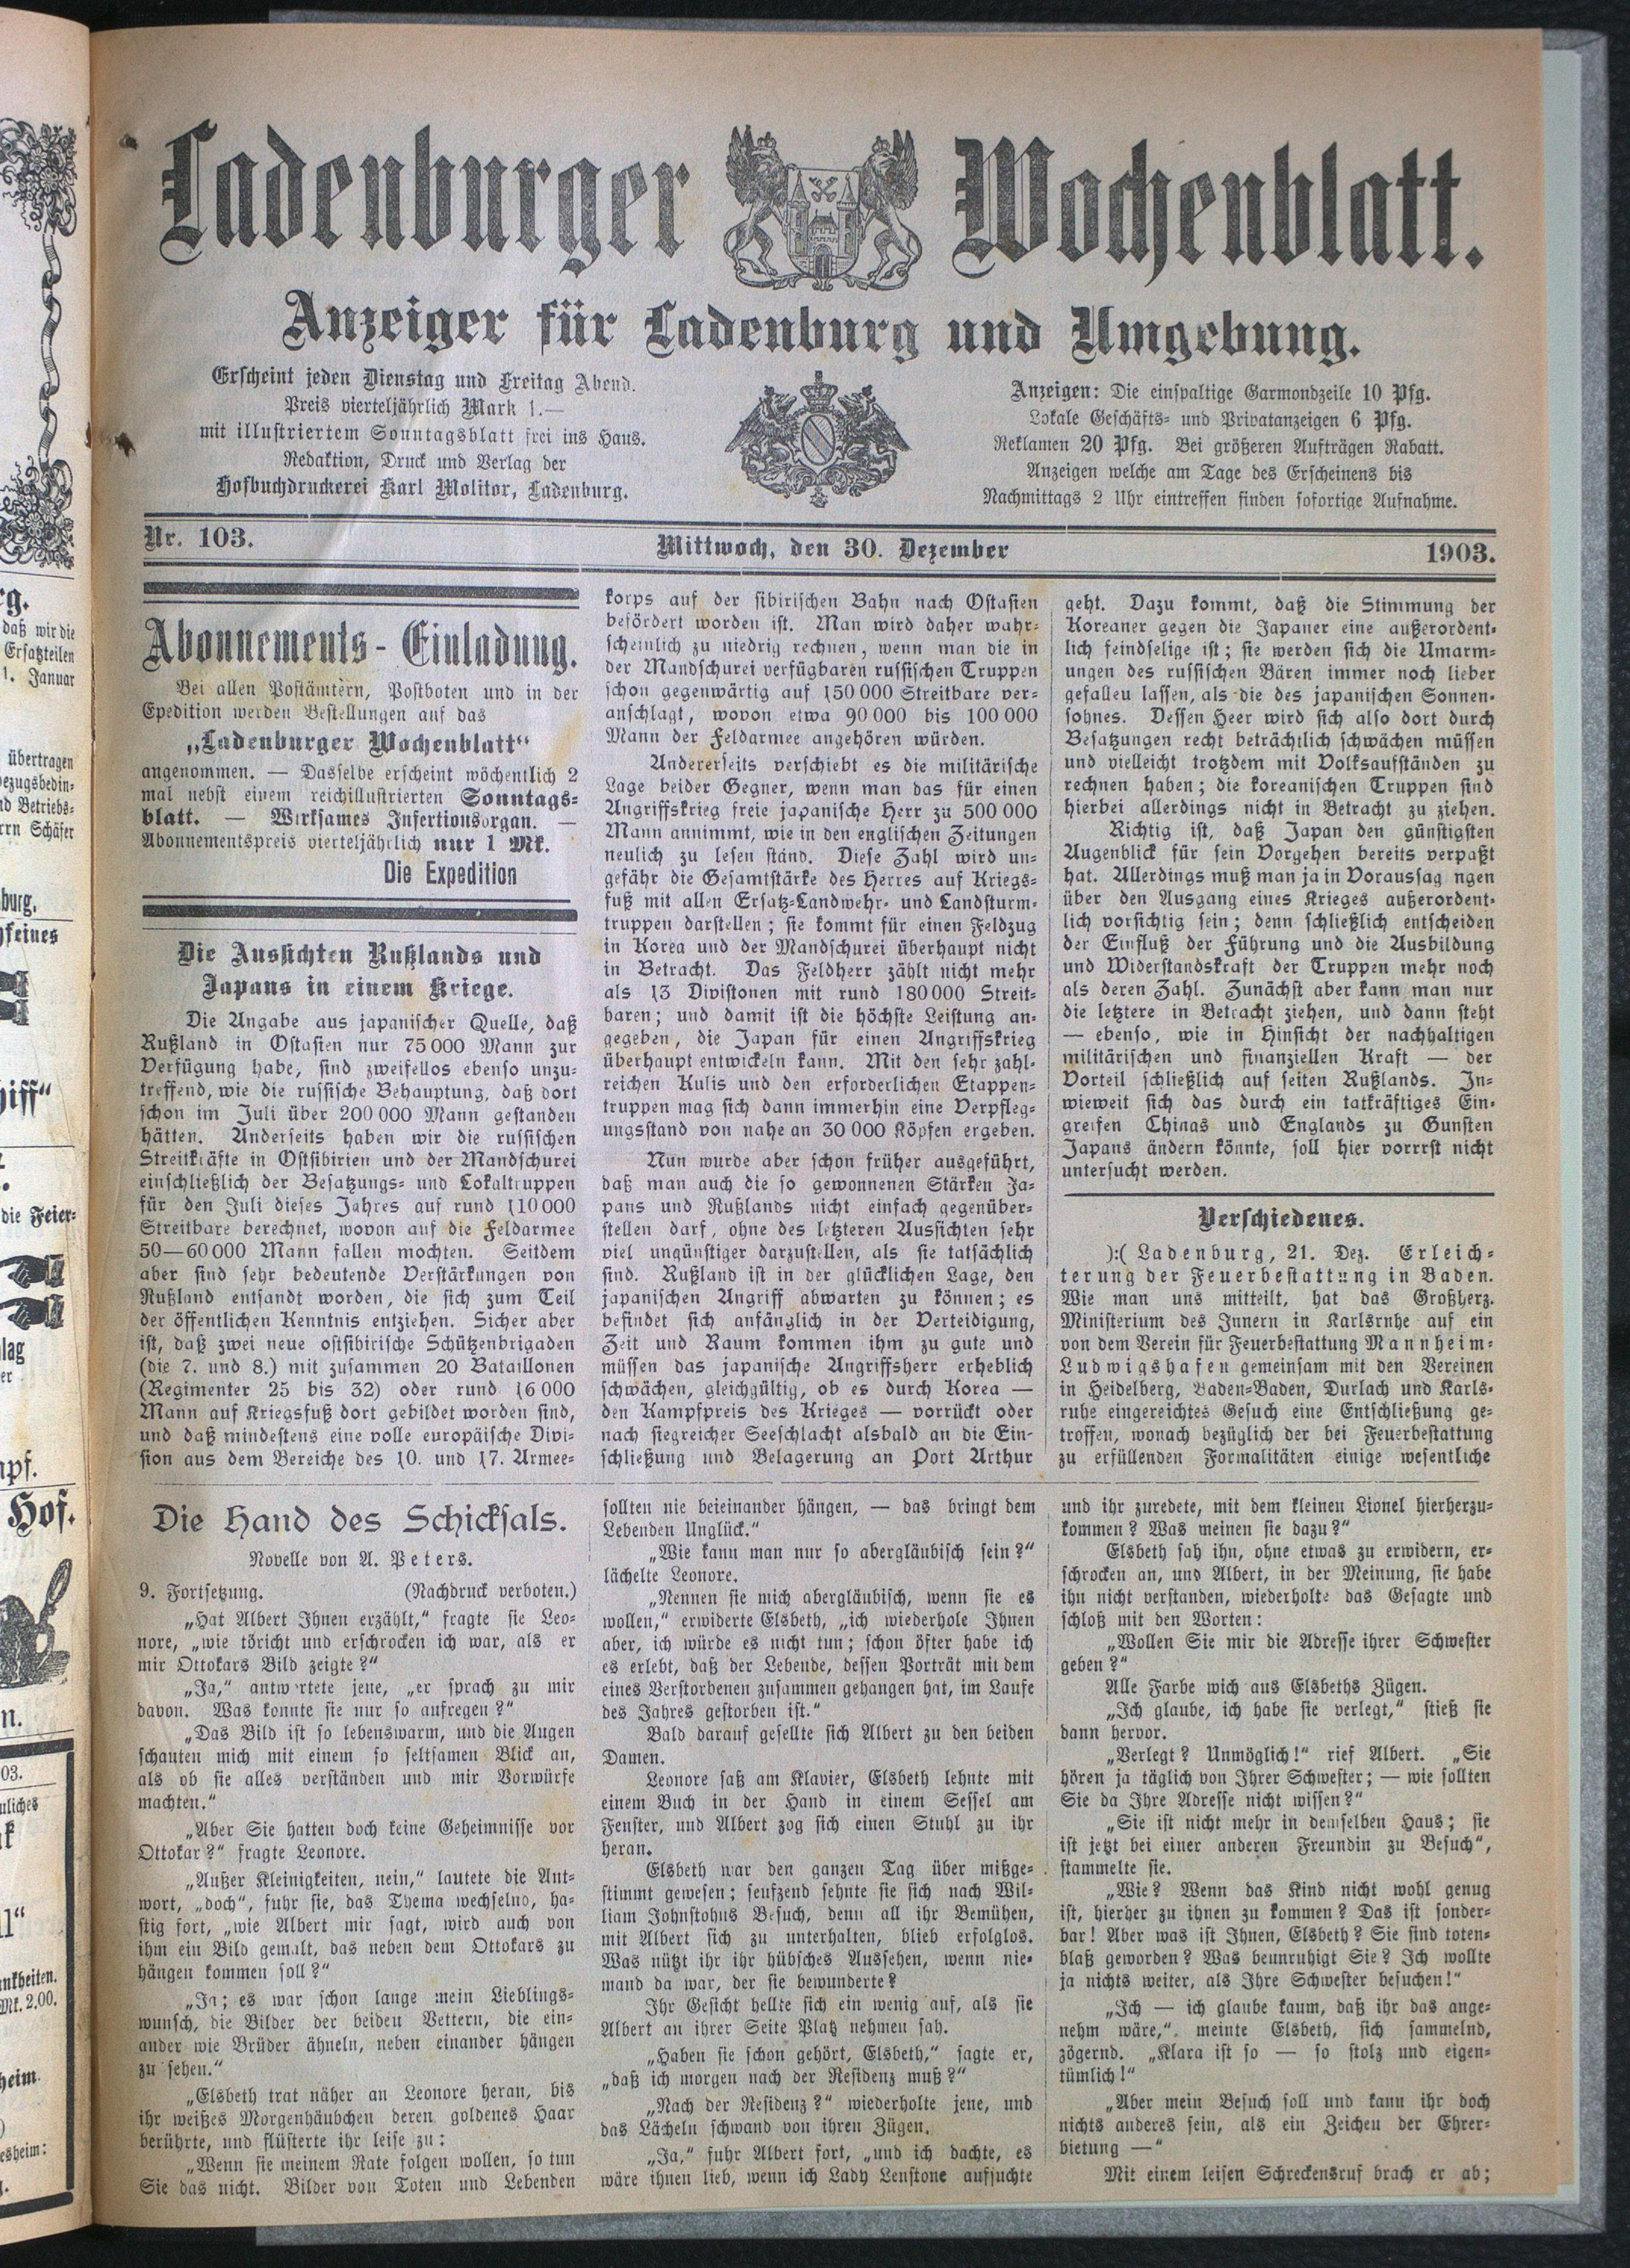 Ladenburger Wochenblatt.
Anzeiger für Ladenburg und Umgebung.
Erscheint jeden Dienstag und Freitag Abend.
Preis vierteljährlich Mark 1.—
mit illustriertem Sonntagsblatt frei ins Haus.
Redaktion, Druck und Verlag der
Hofbuchdruckerei Karl Molitor, Ladenburg.
Anzeigen: Die einspaltige Garmondzeile 10 Pfg.
Lokale Geschäfts- und Privatanzeigen 6 Pfg.
Reklamen 20 Pfg. Bei größeren Aufträgen Rabatt.
Anzeigen welche am Tage des Erscheinens bis
Nachmittags 2 Uhr eintreffen finden sofortige Aufnahme.
Nr. 103. Mittwoch, den 30. Dezember 1903.
Abonnements-Einladung.
Bei allen Postämtern, Postboten und in der
Epedition werden Bestellungen auf das
„Ladenburger Wochenblatt“
angenommen. — Dasselbe erscheint wöchentlich 2
mal nebst einem reichillustrierten Sonntags-
blatt. — Wirksames Insertionsorgan. —
Abonnementspreis vierteljährlich nur 1 Mk.
Die Expedition
Die Aussichten Rußlands und
Japans in einem Kriege.
Die Angabe aus japanischer Quelle, daß
Rußland in Ostasien nur 75000 Mann zur
Verfügung habe, sind zweifellos ebenso unzu-
treffend, wie die russische Behauptung, daß dort
schon im Juli über 200000 Mann gestanden
hätten. Anderseits haben wir die russischen
Streitkräfte in Ostsibirien und der Mandschurei
einschließlich der Besatzungs- und Lokaltruppen
für den Juli dieses Jahres auf rund 110000
Streitbare berechnet, wovon auf die Feldarmee
50—60000 Mann fallen mochten. Seitdem
aber sind sehr bedeutende Verstärkungen von
Rußland entsandt worden, die sich zum Teil
der öffentlichen Kenntnis entziehen. Sicher aber
ist, daß zwei neue ostsibirische Schützenbrigaden
(die 7. und 8.) mit zusammen 20 Bataillonen
(Regimenter 25 bis 32) oder rund 16000
Mann auf Kriegsfuß dort gebildet worden sind,
und daß mindestens eine volle europäische Divi-
sion aus dem Bereiche des 10. und 17. Armee-
korps auf der sibirischen Bahn nach Ostasien
befördert worden ist. Man wird daher wahr-
scheinlich zu niedrig rechnen, wenn man die in
der Mandschurei verfügbaren russischen Truppen
schon gegenwärtig auf 150000 Streitbare ver-
anschlagt, wovon etwa 90000 bis 100000
Mann der Feldarmee angehören würden.
Andererseits verschiebt es die militärische
Lage beider Gegner, wenn man das für einen
Angriffskrieg freie japanische Herr zu 500000
Mann annimmt, wie in den englischen Zeitungen
neulich zu lesen stand. Diese Zahl wird un-
gefähr die Gesamtstärke des Herres auf Kriegs-
fuß mit allen Ersatz-Landwehr- und Landsturm-
truppen darstellen; sie kommt für einen Feldzug
in Korea und der Mandschurei überhaupt nicht
in Betracht. Das Feldherr zählt nicht mehr
als 13 Divistonen mit rund 180000 Streit-
baren; und damit ist die höchste Leistung an-
gegeben, die Japan für einen Angriffskrieg
überhaupt entwickeln kann. Mit den sehr zahl-
reichen Kulis und den erforderlichen Etappen-
truppen mag sich dann immerhin eine Verpfleg-
ungsstand von nahe an 30000 Köpfen ergeben.
Nun wurde aber schon früher ausgeführt,
daß man auch die so gewonnenen Stärken Ja-
pans und Rußlands nicht einfach gegenüber-
stellen darf, ohne des letzteren Aussichten sehr
viel ungünstiger darzustellen, als sie tatsächlich
sind. Rußland ist in der glücklichen Lage, den
japanischen Angriff abwarten zu können; es
befindet sich anfänglich in der Verteidigung,
Zeit und Raum kommen ihm zu gute und
müssen das japanische Angriffsherr erheblich
schwächen, gleichgültig, ob es durch Korea —
den Kampfpreis des Krieges — vorrückt oder
nach siegreicher Seeschlacht alsbald an die Ein-
schließung und Belagerung an Port Arthur
geht. Dazu kommt, daß die Stimmung der
Koreaner gegen die Japaner eine außerordent-
lich feindselige ist; sie werden sich die Umarm-
ungen des russischen Bären immer noch lieber
gefalleu lassen, als die des japanischen Sonnen-
sohnes. Dessen Heer wird sich also dort durch
Besatzungen recht beträchtlich schwächen müssen
und vielleicht trotzdem mit Volksaufständen zu
rechnen haben; die koreanischen Truppen sind
hierbei allerdings nicht in Betracht zu ziehen.
Richtig ist, daß Japan den günstigsten
Augenblick für sein Vorgehen bereits verpaßt
hat. Allerdings muß man ja in Voraussag ngen
über den Ausgang eines Krieges außerordent-
lich vorsichtig sein; denn schließlich entscheiden
der Einfluß der Führung und die Ausbildung
und Widerstandskraft der Truppen mehr noch
als deren Zahl. Zunächst aber kann man nur
die letztere in Betracht ziehen, und dann steht
— ebenso, wie in Hinsicht der nachhaltigen
militärischen und finanziellen Kraft — der
Vorteil schließlich auf seiten Rußlands. In-
wieweit sich das durch ein tatkräftiges Ein-
greifen Chinas und Englands zu Gunsten
Japans ändern könnte, soll hier vorrrst nicht
untersucht werden.
Verschiedenes.
):( Ladenburg, 21. Dez. Erleich-
terung der Feuerbestattung in Baden.
Wie man uns mitteilt, hat das Großherz.
Ministerium des Innern in Karlsruhe auf ein
von dem Verein für Feuerbestattung Mannheim-
Ludwigshafen gemeinsam mit den Vereinen
in Heidelberg, Baden-Baden, Durlach und Karls-
ruhe eingereichtes Gesuch eine Entschließung ge-
troffen, wonach bezüglich der bei Feuerbestattung
zu erfüllenden Formalitäten einige wesentliche
Die Hand des Schicksals.
Novelle von A. Peters.
9. Fortsetzung. (Nachdruck verboten.)
„Hat Albert Ihnen erzählt,“ fragte sie Leo-
nore, „wie töricht und erschrocken ich war, als er
mir Ottokars Bild zeigte?“
„Ja,“ antwortete jene, „er sprach zu mir
davon. Was konnte sie nur so aufregen?“
„Das Bild ist so lebenswarm, und die Augen
schauten mich mit einem so seltsamen Blick an,
als ob sie alles verständen und mir Vorwürfe
machten.“
„Aber Sie hatten doch keine Geheimnisse vor
Ottokar?“ fragte Leonore.
„Außer Kleinigkeiten, nein,“ lautete die Ant-
wort, „doch“, fuhr sie, das Thema wechselnd, ha-
stig fort, „wie Albert mir sagt, wird auch von
ihm ein Bild gemalt, das neben dem Ottokars zu
hängen kommen soll?“
„Ja; es war schon lange mein Lieblings-
wunsch, die Bilder der beiden Vettern, die ein-
ander wie Brüder ähneln, neben einander hängen
zu sehen.“
„Elsbeth trat näher an Leonore heran, bis
ihr weißes Morgenhäubchen deren goldenes Haar
berührte, und flüsterte ihr leise zu:
„Wenn sie meinem Rate folgen wollen, so tun
Sie das nicht. Bilder von Toten und Lebenden
sollten nie beieinander hängen, — das bringt dem
Lebenden Unglück.“
„Wie kann man nur so abergläubisch sein?“
lächelte Leonore.
„Nennen sie mich abergläubisch, wenn sie es
wollen,“ erwiderte Elsbeth, „ich wiederhole Ihnen
aber, ich würde es nicht tun; schon öfter habe ich
es erlebt, daß der Lebende, dessen Porträt mit dem
eines Verstorbenen zusammen gehangen hat, im Laufe
des Jahres gestorben ist.“
Bald darauf gesellte sich Albert zu den beiden
Damen.
Leonore saß am Klavier, Elsbeth lehnte mit
einem Buch in der Hand in einem Sessel am
Fenster, und Albert zog sich einen Stuhl zu ihr
heran.
Elsbeth war den ganzen Tag über mißge-
stimmt gewesen; seufzend sehnte sie sich nach Wil-
liam Johnstohns Besuch, denn all ihr Bemühen,
mit Albert sich zu unterhalten, blieb erfolglos.
Was nützt ihr ihr hübsches Aussehen, wenn nie-
mand da war, der sie bewunderte?
Ihr Gesicht hellte sich ein wenig auf, als sie
Albert an ihrer Seite Platz nehmen sah.
„Haben sie schon gehört, Elsbeth,“ sagte er,
„daß ich morgen nach der Residenz muß?“
„Nach der Residenz?“ wiederholte jene, und
das Lächeln schwand von ihren Zügen.
„Ja,“ fuhr Albert fort, „und ich dachte, es
wäre ihnen lieb, wenn ich Lady Lenstone aufsuchte
und ihr zuredete, mit dem kleinen Lionel hierherzu-
kommen? Was meinen sie dazu?“
Elsbeth sah ihn, ohne etwas zu erwidern, er-
schrocken an, und Albert, in der Meinung, sie habe
ihn nicht verstanden, wiederholte das Gesagte und
schloß mit den Worten:
„Wollen Sie mir die Adresse ihrer Schwester
geben?“
Alle Farbe wich aus Elsbeths Zügen.
„Ich glaube, ich habe sie verlegt,“ stieß sie
dann hervor.
„Verlegt? Unmöglich!“ rief Albert. „Sie
hören ja täglich von Ihrer Schwester; — wie sollten
Sie da Ihre Adresse nicht wissen?“
„Sie ist nicht mehr in demselben Haus; sie
ist jetzt bei einer anderen Freundin zu Besuch“,
stammelte sie.
„Wie? Wenn das Kind nicht wohl genug
ist, hierher zu ihnen zu kommen? Das ist sonder-
bar! Aber was ist Ihnen, Elsbeth? Sie sind toten-
blaß geworden? Was beunruhigt Sie? Ich wollte
ja nichts weiter, als Ihre Schwester besuchen!“
„Ich — ich glaube kaum, daß ihr das ange-
nehm wäre,“ meinte Elsbeth, sich sammelnd,
zögernd. „Klara ist so — so stolz und eigen-
tümlich!“
„Aber mein Besuch soll und kann ihr doch
nichts anderes sein, als ein Zeichen der Ehrer-
bietung —“
Mit einem leisen Schreckensruf brach er ab;